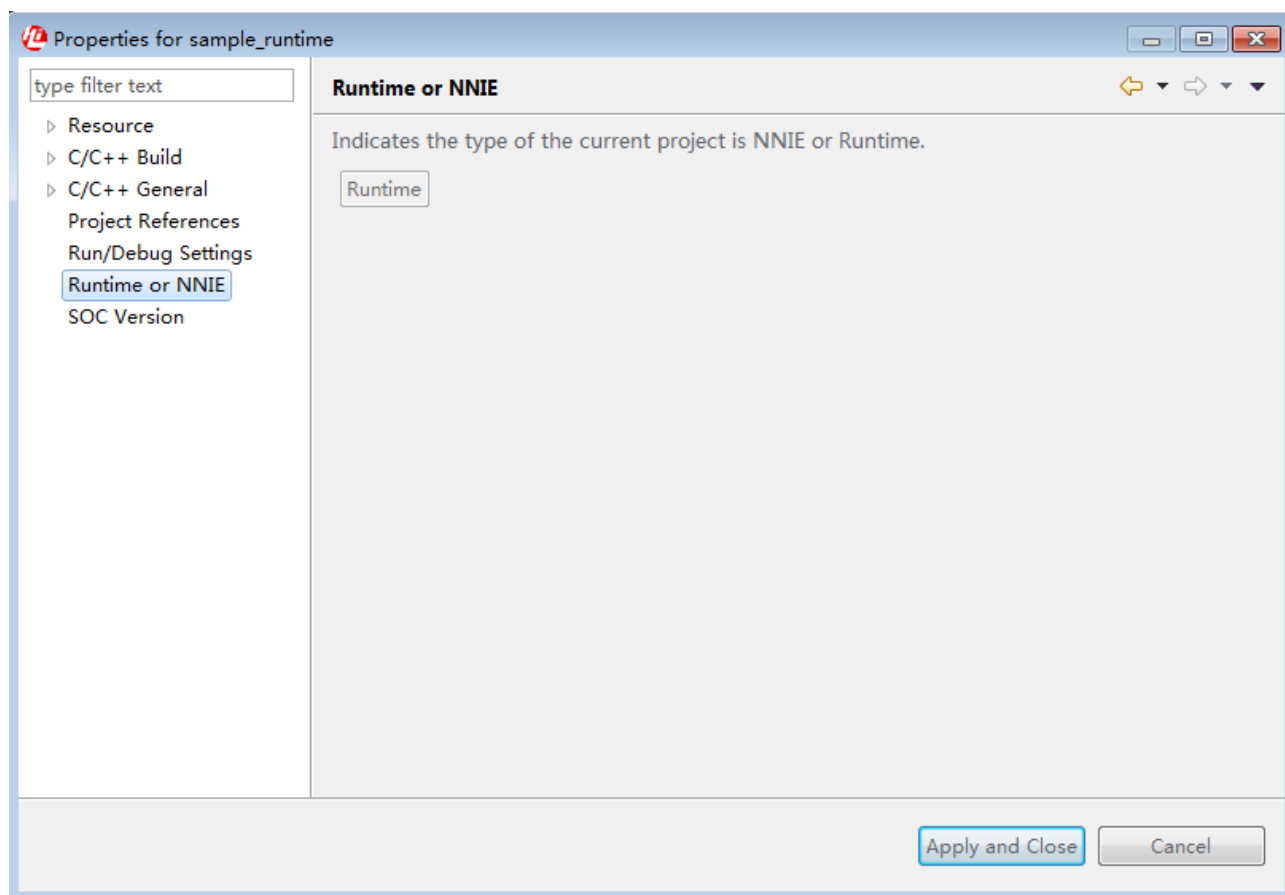 Properties for sample_runtime
type filter text
Resource
C/C++ Build
C/C++ General
Project References
Run/Debug Settings
Runtime or NNIE
SOC Version
Runtime or NNIE
Indicates the type of the current project is NNIE or Runtime.
Runtime
Apply and Close
Cancel